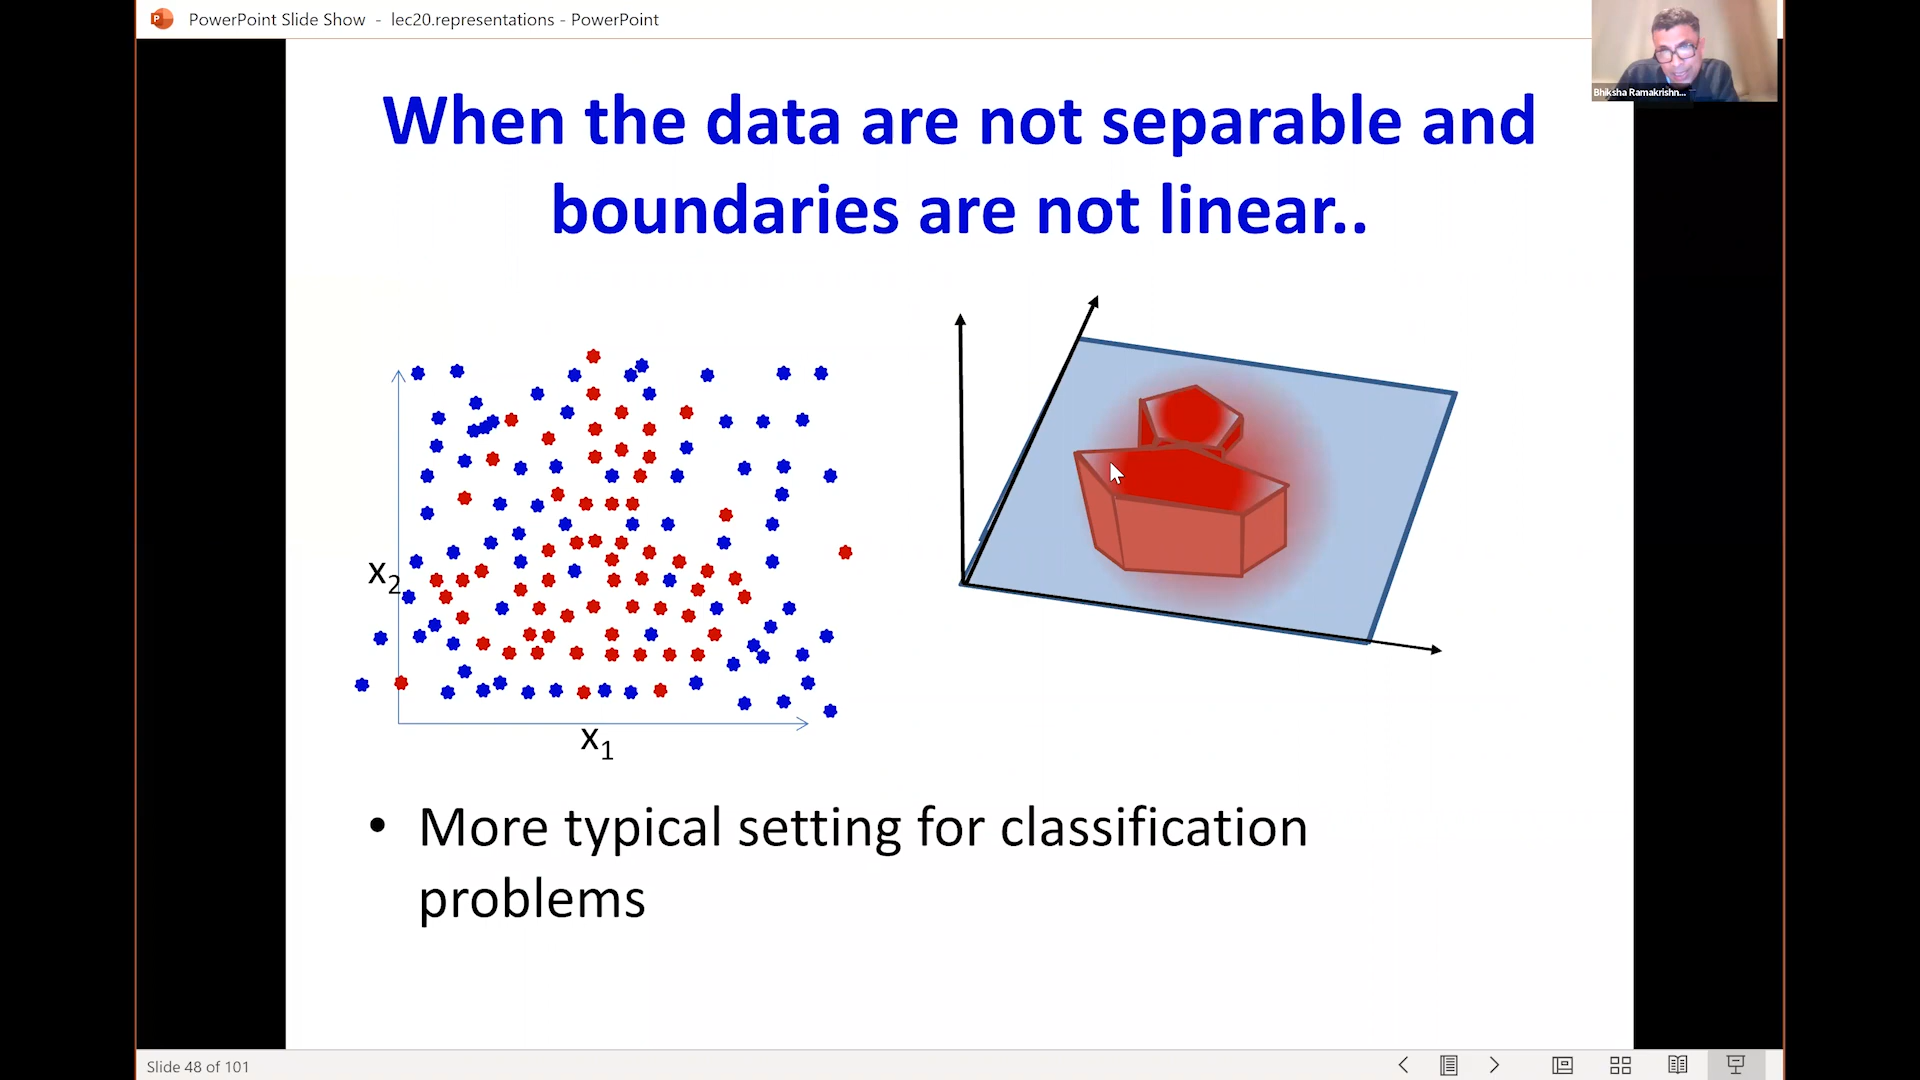 PowerPoint Slide Show - lec20.representations - PowerPoint
Bhiksha Ramakrishn...
When the data are not separable and
boundaries are not linear..
x2
x1
• More typical setting for classification
problems
Slide 48 of 101